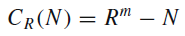 C_R(N) = R^m − N